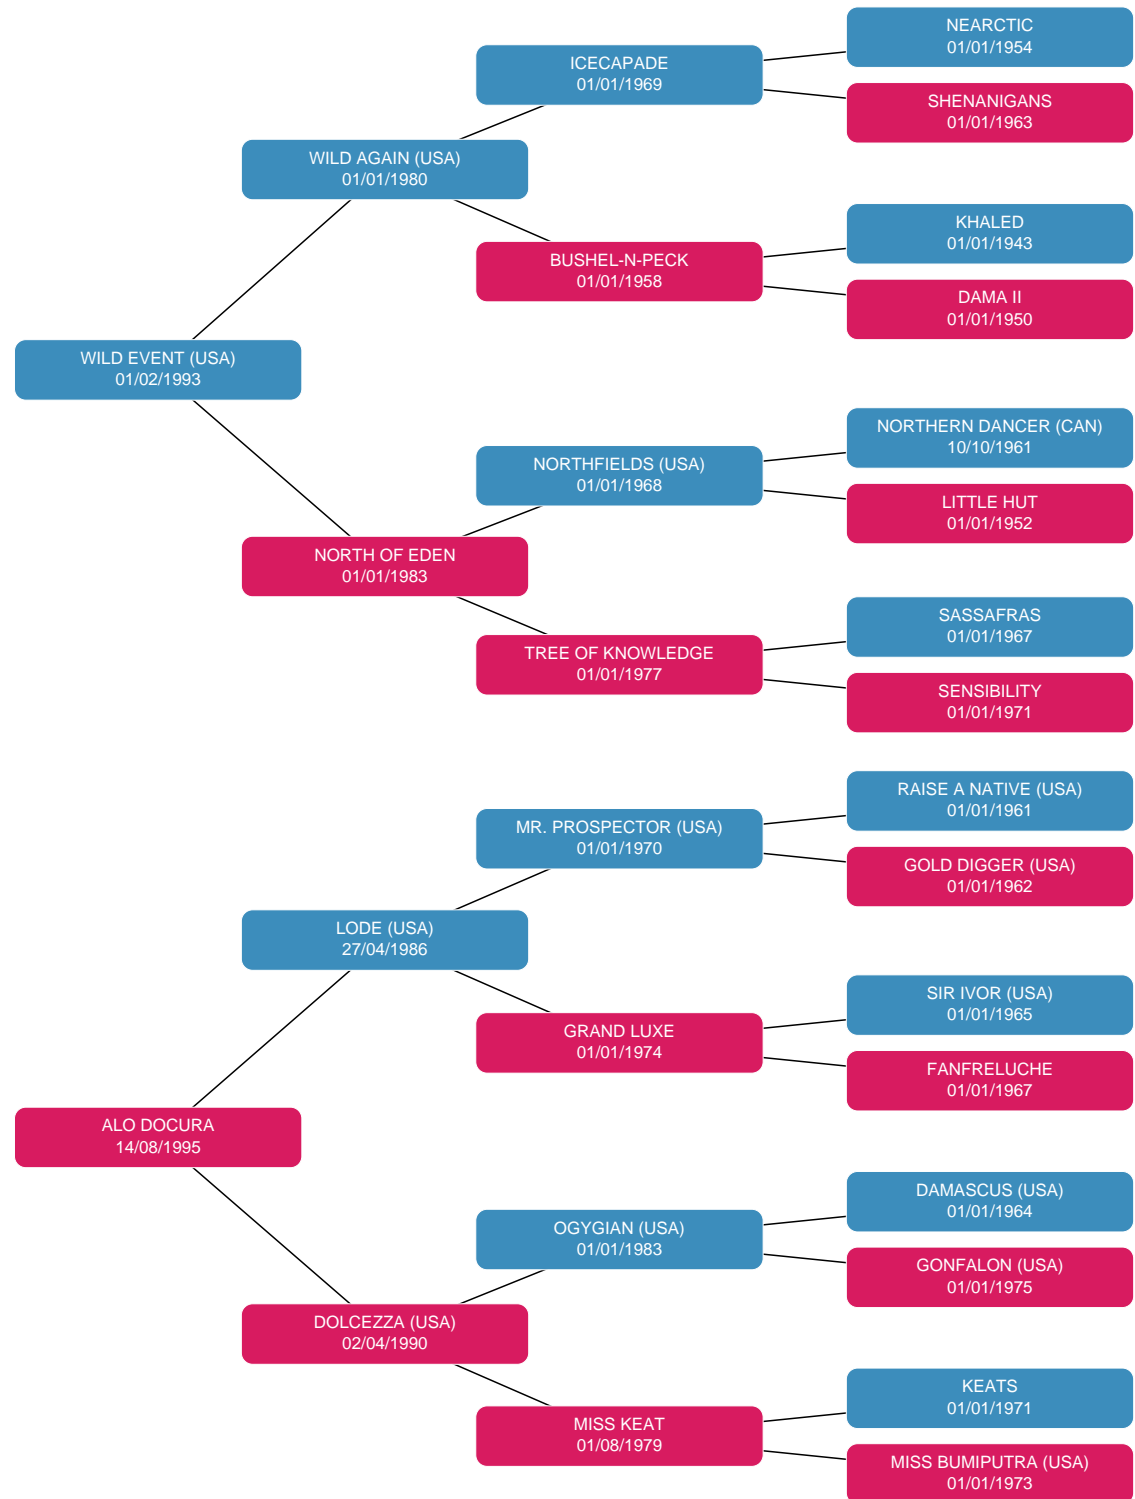 NEARCTIC
01/01/1954
ICECAPADE
01/01/1969
SHENANIGANS
01/01/1963
WILD AGAIN (USA)
01/01/1980
KHALED
01/01/1943
BUSHEL-N-PECK
01/01/1958
DAMA II
01/01/1950
WILD EVENT (USA)
01/02/1993
NORTHERN DANCER (CAN)
10/10/1961
NORTHFIELDS (USA)
01/01/1968
LITTLE HUT
01/01/1952
NORTH OF EDEN
01/01/1983
SASSAFRAS
01/01/1967
TREE OF KNOWLEDGE
01/01/1977
SENSIBILITY
01/01/1971
RAISE A NATIVE (USA)
01/01/1961
MR. PROSPECTOR (USA)
01/01/1970
GOLD DIGGER (USA)
01/01/1962
LODE (USA)
27/04/1986
SIR IVOR (USA)
01/01/1965
GRAND LUXE
01/01/1974
FANFRELUCHE
01/01/1967
ALO DOCURA
14/08/1995
DAMASCUS (USA)
01/01/1964
OGYGIAN (USA)
01/01/1983
GONFALON (USA)
01/01/1975
DOLCEZZA (USA)
02/04/1990
KEATS
01/01/1971
MISS KEAT
01/08/1979
MISS BUMIPUTRA (USA)
01/01/1973